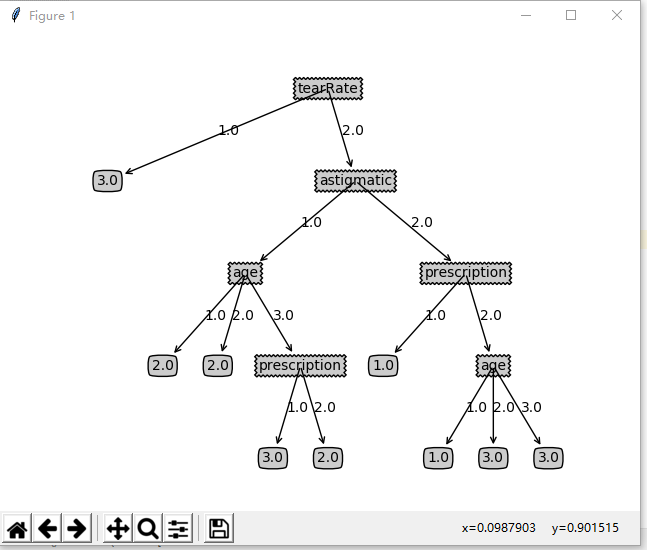 Figure 1
tearRate
1.0 2.0
3.0 astigmatic
1.0 2.0
age prescription
1.0 2.0 3.0 1.0 2.0
2.0 2.0 prescription 1.0 age
1.0 2.0 1.0 2.0 3.0
3.0 2.0 1.0 3.0 3.0
x=0.0987903 y=0.901515